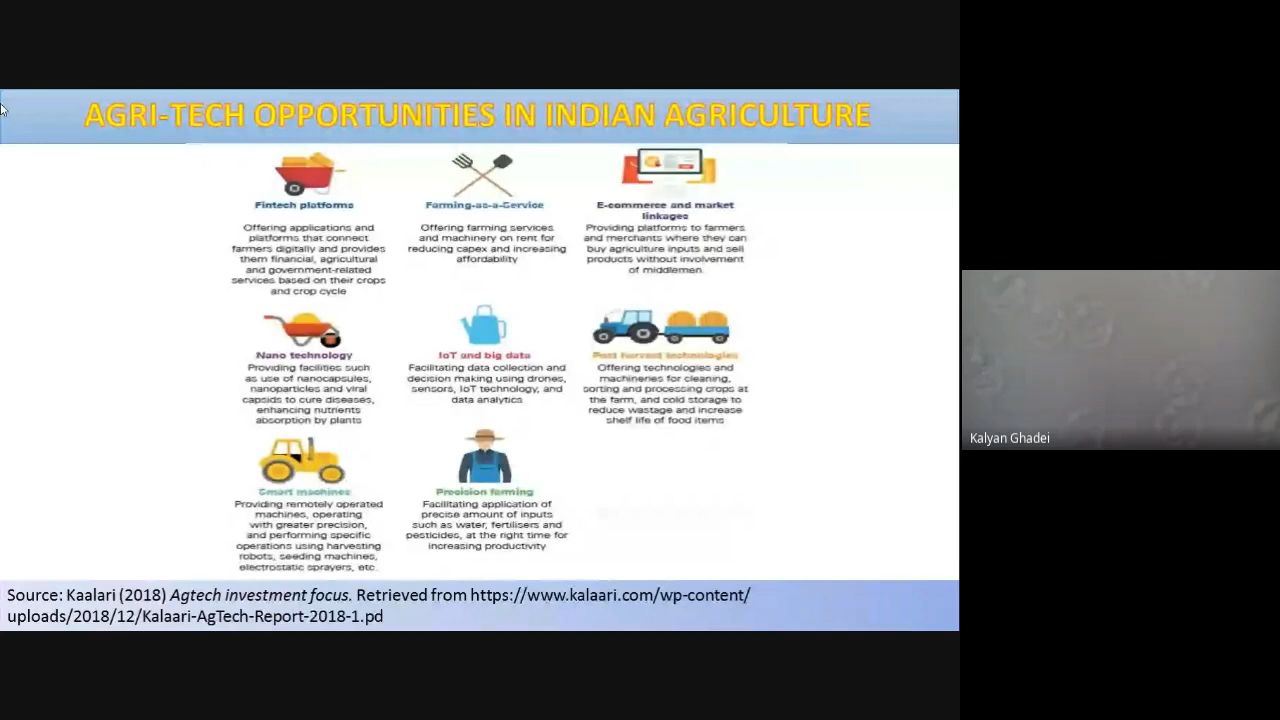 AGRI-TECH OPPORTUNITIES IN INDIAN AGRICULTURE
Fintech platforms
Offering applications and
platforms that connect
farmers digitally and provides
them financial, agricultural
and government-related
services based on their crops
and crop cycle
Farming-as-a-Service
Offering farming services
and machinery on rent for
reducing capex and increasing
affordability
E-commerce and market
linkages
Providing platforms to farmers
and merchants where they can
buy agriculture inputs and sell
products without involvement
of middlemen
Nano technology
Providing facilities such
as use of nanocapsules,
nanoparticles and viral
capsids to cure diseases,
enhancing nutrients
absorption by plants
IoT and big data
Facilitating data collection and
decision making using drones,
sensors, IoT technology, and
data analytics
Post harvest technologies
Offering technologies and
machineries for cleaning,
sorting and processing crops at
the farm, and cold storage to
reduce wastage and increase
shelf life of food items
Smart machines
Providing remotely operated
machines, operating
with greater precision,
and performing specific
operations using harvesting
robots, seeding machines,
electrostatic sprayers, etc.
Precision farming
Facilitating application of
precise amount of inputs
such as water, fertilisers and
pesticides, at the right time for
increasing productivity
Source: Kaalari (2018) Agtech investment focus. Retrieved from https://www.kalaari.com/wp-content/
uploads/2018/12/Kalaari-AgTech-Report-2018-1.pd
Kalyan Ghadei